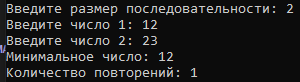 Введите размер последовательности: 2
Введите число 1: 12
Введите число 2: 23
Минимальное число: 12
Количество повторений: 1